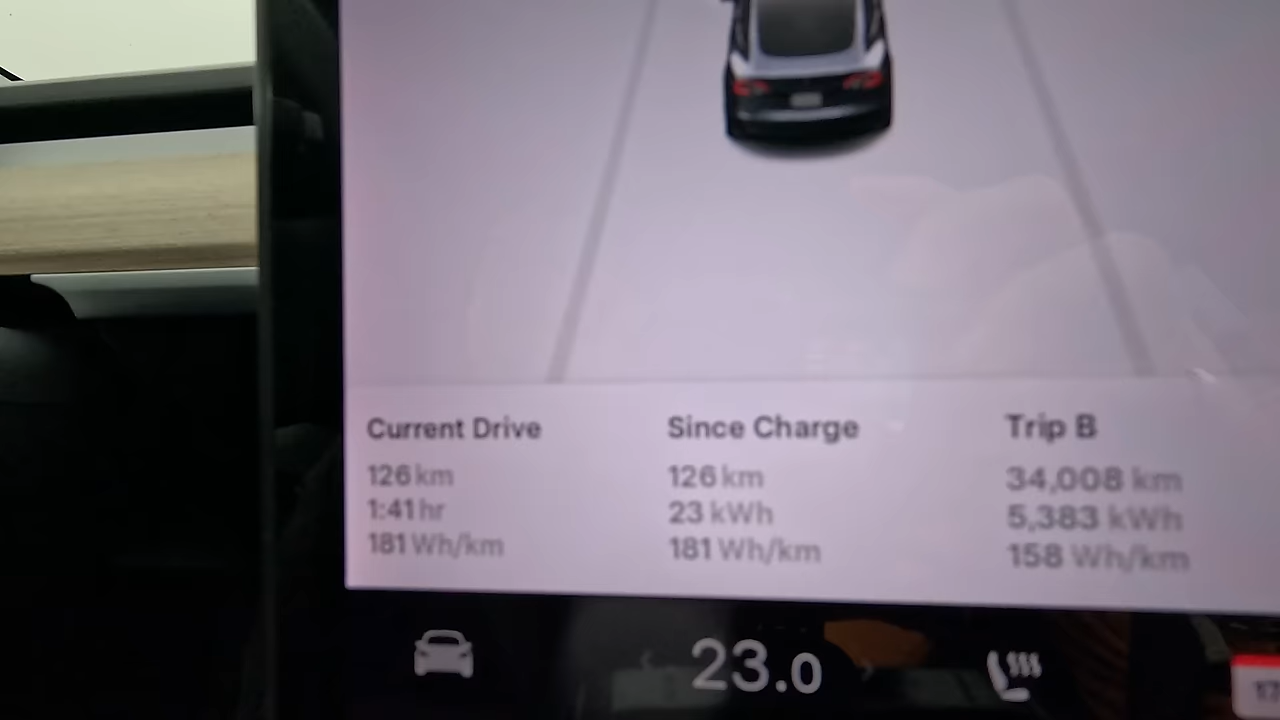 Current Drive
126 km
1:41 hr
181 Wh/km
Since Charge
126 km
23 kWh
181 Wh/km
Trip B
34,008 km
5,383 kWh
158 Wh/km
23.0